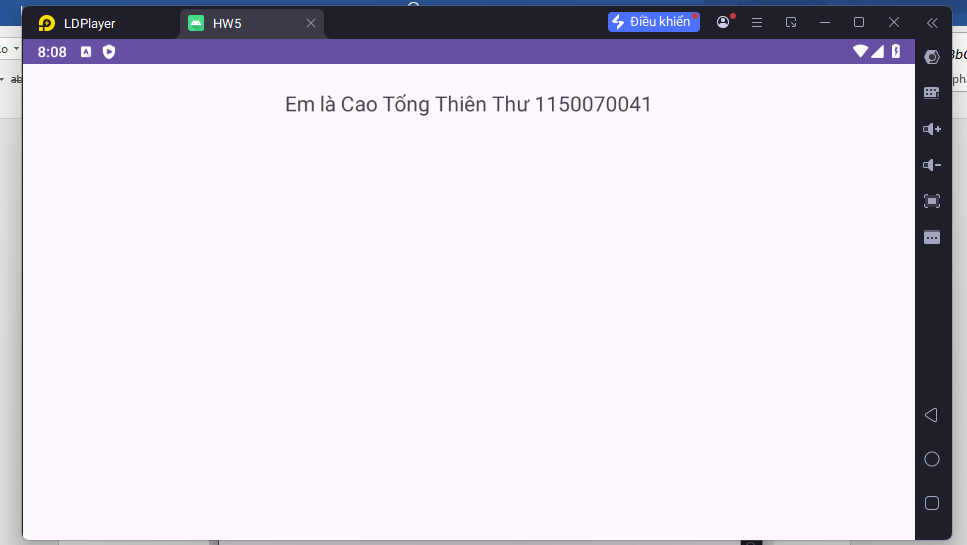 LDPlayer
HW5
Điều khiển
8:08
Em là Cao Tống Thiên Thư 1150070041